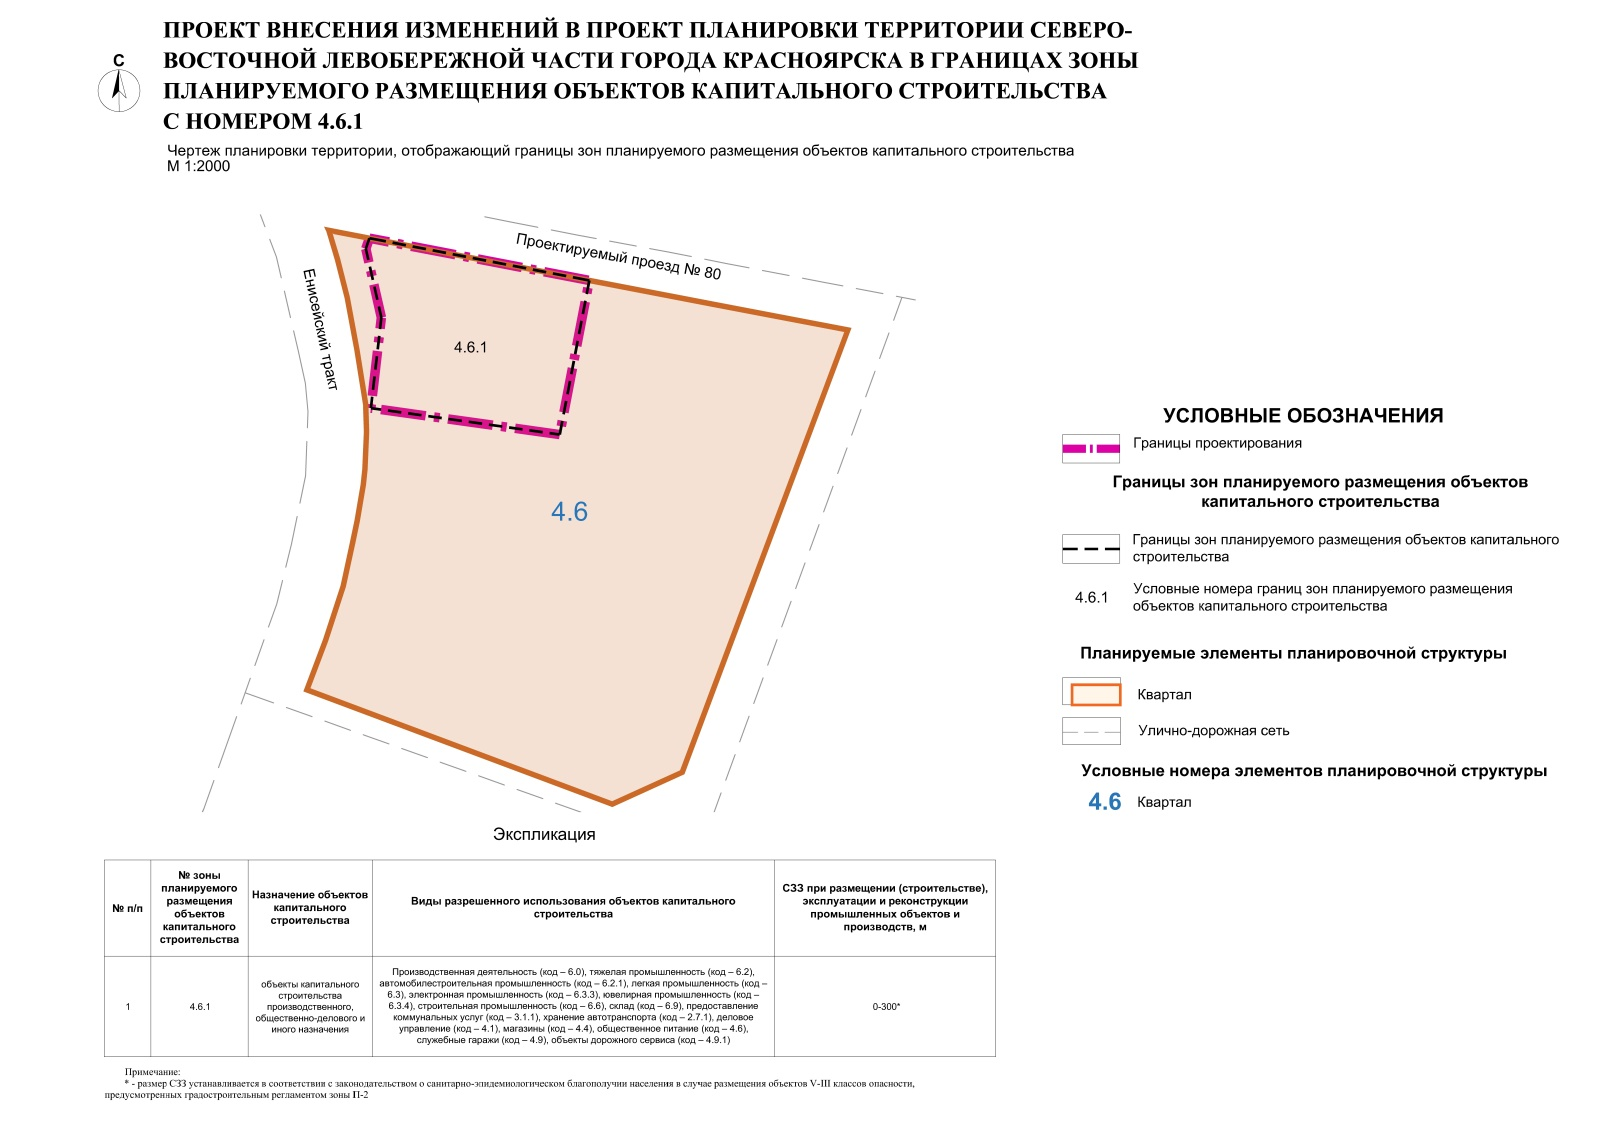 ПРОЕКТ ВНЕСЕНИЯ ИЗМЕНЕНИЙ В ПРОЕКТ ПЛАНИРОВКИ ТЕРРИТОРИИ СЕВЕРО-
ВОСТОЧНОЙ ЛЕВОБЕРЕЖНОЙ ЧАСТИ ГОРОДА КРАСНОЯРСКА В ГРАНИЦАХ ЗОНЫ
ПЛАНИРУЕМОГО РАЗМЕЩЕНИЯ ОБЪЕКТОВ КАПИТАЛЬНОГО СТРОИТЕЛЬСТВА
С НОМЕРОМ 4.6.1
С
Чертеж планировки территории, отображающий границы зон планируемого размещения объектов капитального строительства
М 1:2000
Проектируемый проезд № 80
Енисейский тракт
4.6.1
4.6
УСЛОВНЫЕ ОБОЗНАЧЕНИЯ
Границы проектирования
Границы зон планируемого размещения объектов
капитального строительства
Границы зон планируемого размещения объектов капитального
строительства
4.6.1
Условные номера границ зон планируемого размещения
объектов капитального строительства
Планируемые элементы планировочной структуры
Квартал
Улично-дорожная сеть
Условные номера элементов планировочной структуры
4.6 Квартал
Экспликация
№ п/п
№ зоны
планируемого
размещения
объектов
капитального
строительства
Назначение объектов
капитального
строительства
Виды разрешенного использования объектов капитального
строительства
СЗЗ при размещении (строительстве),
эксплуатации и реконструкции
промышленных объектов и
производств, м
1
4.6.1
объекты капитального
строительства
производственного,
общественно-делового и
иного назначения
Производственная деятельность (код – 6.0), тяжелая промышленность (код – 6.2),
автомобилестроительная промышленность (код – 6.2.1), легкая промышленность (код –
6.3), электронная промышленность (код – 6.3.3), ювелирная промышленность (код –
6.3.4), строительная промышленность (код – 6.6), склад (код – 6.9), предоставление
коммунальных услуг (код – 3.1.1), хранение автотранспорта (код – 2.7.1), деловое
управление (код – 4.1), магазины (код – 4.4), общественное питание (код – 4.6),
служебные гаражи (код – 4.9), объекты дорожного сервиса (код – 4.9.1)
0-300*
Примечание:
* - размер СЗЗ устанавливается в соответствии с законодательством о санитарно-эпидемиологическом благополучии населения в случае размещения объектов V-III классов опасности,
предусмотренных градостроительным регламентом зоны П-2